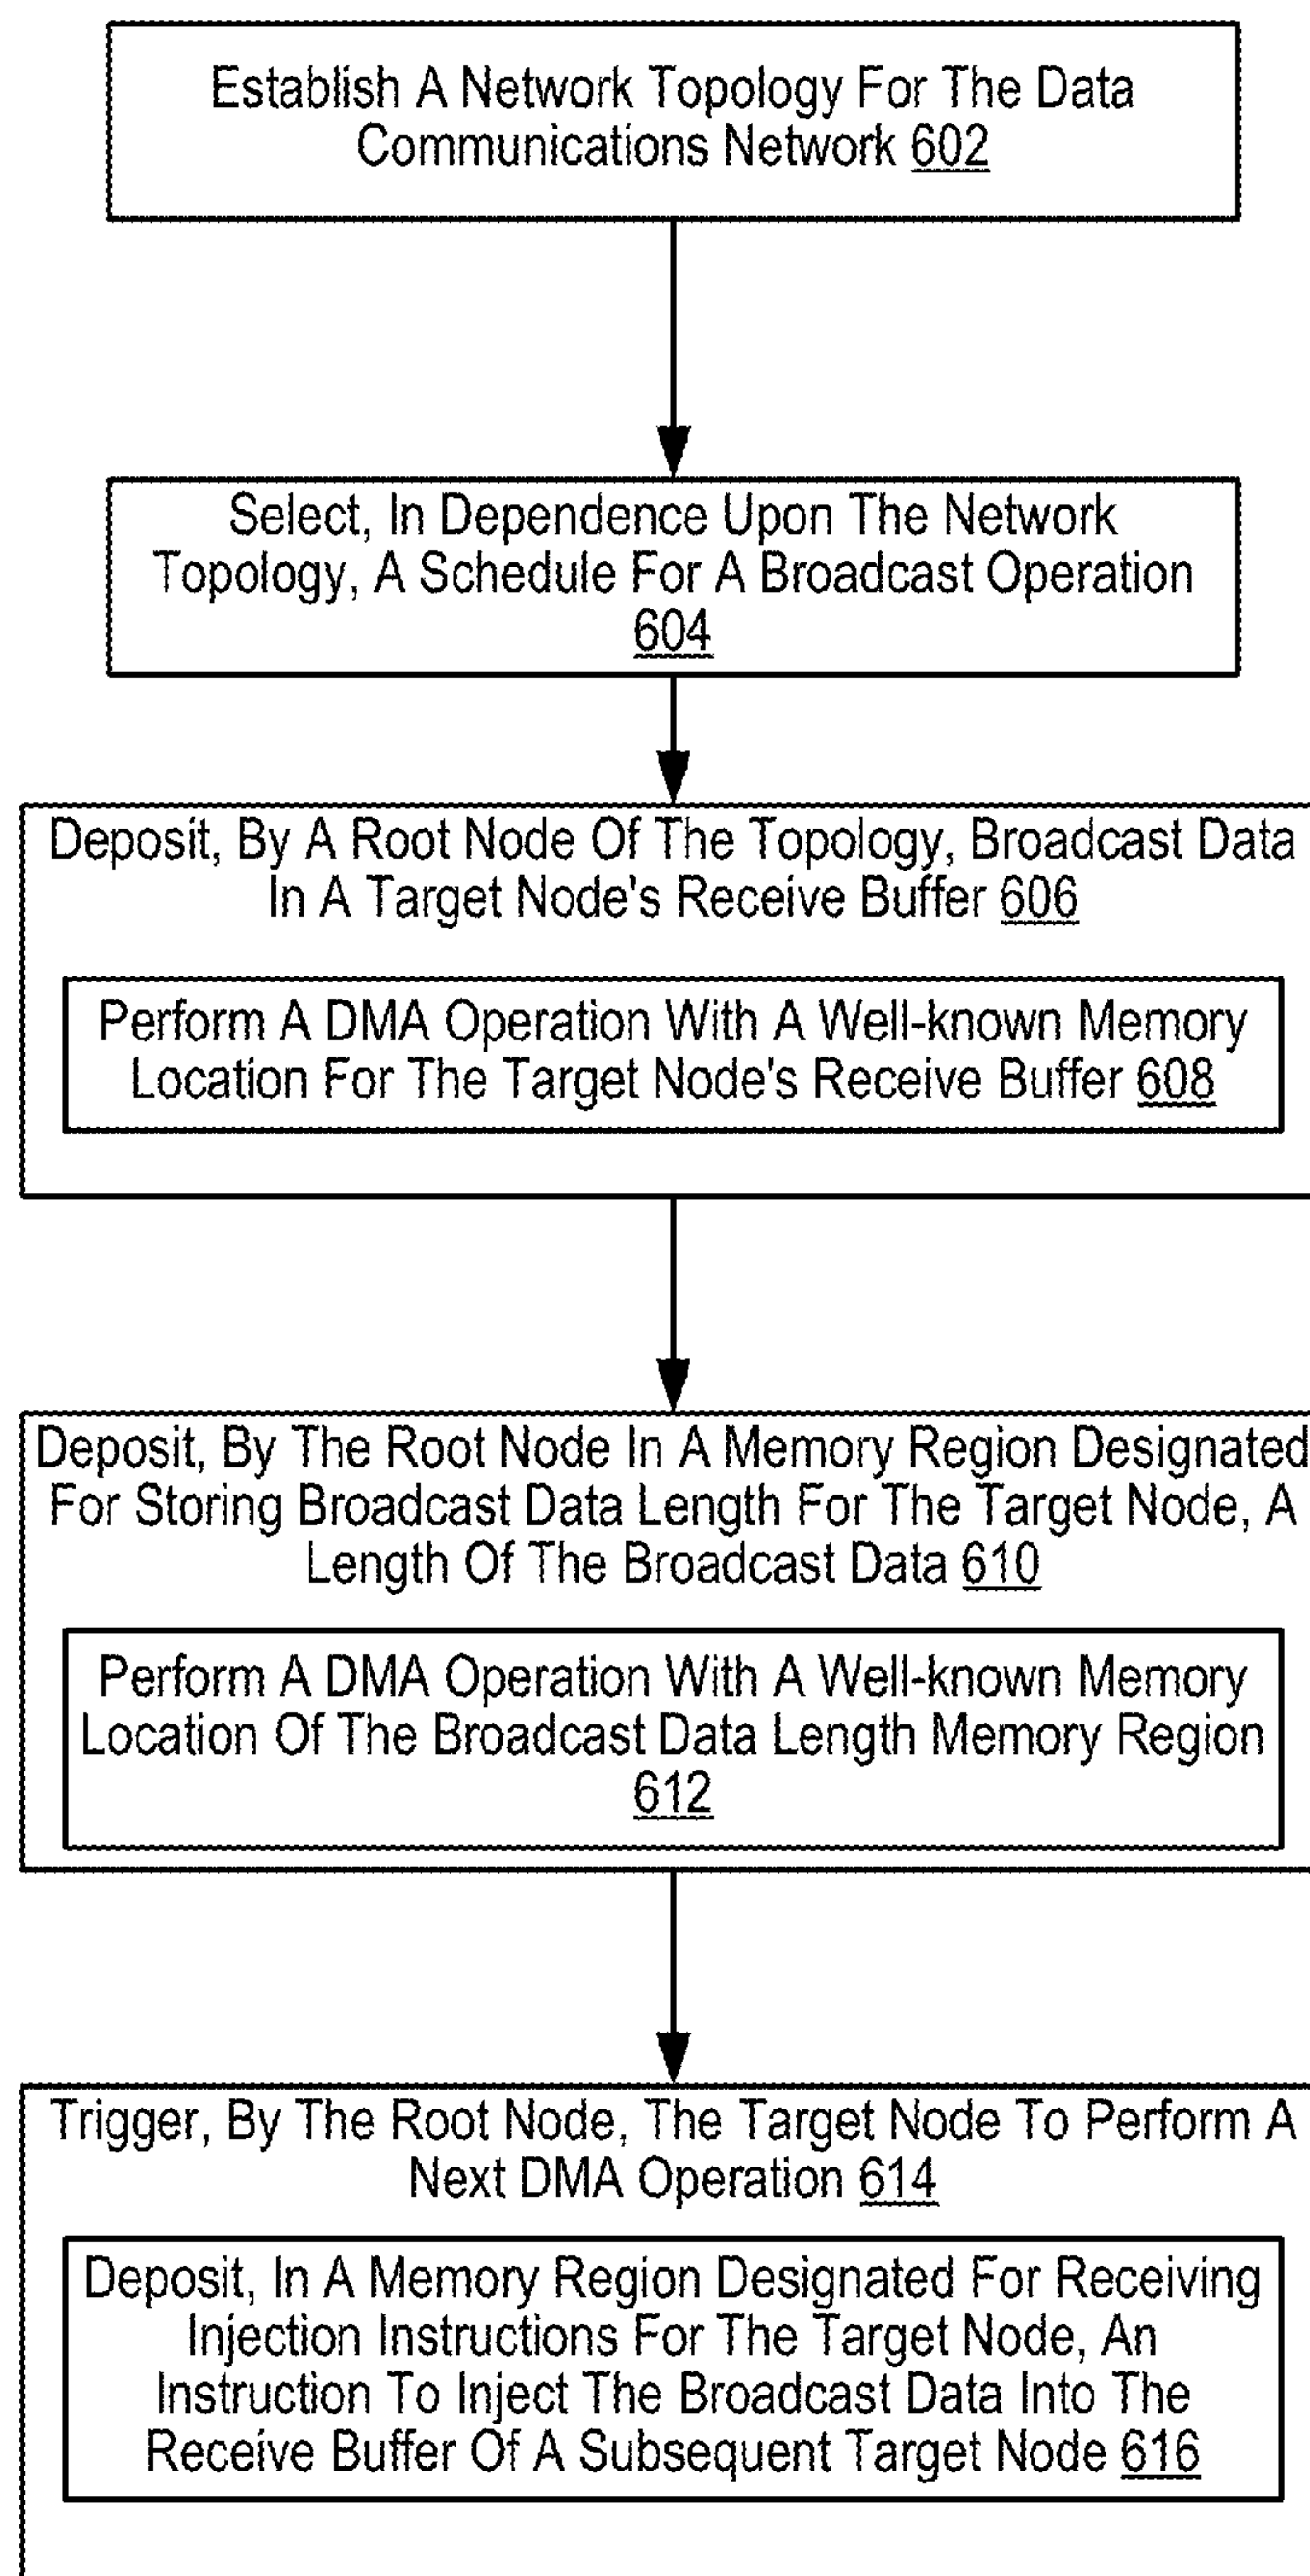 Establish A Network Topology For The Data
Communications Network 602
Select, In Dependence Upon The Network
Topology, A Schedule For A Broadcast Operation
604
Deposit, By A Root Node Of The Topology, Broadcast Data
In A Target Node's Receive Buffer 606
Perform A DMA Operation With A Well-known Memory
Location For The Target Node's Receive Buffer 608
Deposit, By The Root Node In A Memory Region Designated
For Storing Broadcast Data Length For The Target Node, A
Length Of The Broadcast Data 610
Perform A DMA Operation With A Well-known Memory
Location Of The Broadcast Data Length Memory Region
612
Trigger, By The Root Node, The Target Node To Perform A
Next DMA Operation 614
Deposit, In A Memory Region Designated For Receiving
Injection Instructions For The Target Node, An
Instruction To Inject The Broadcast Data Into The
Receive Buffer Of A Subsequent Target Node 616